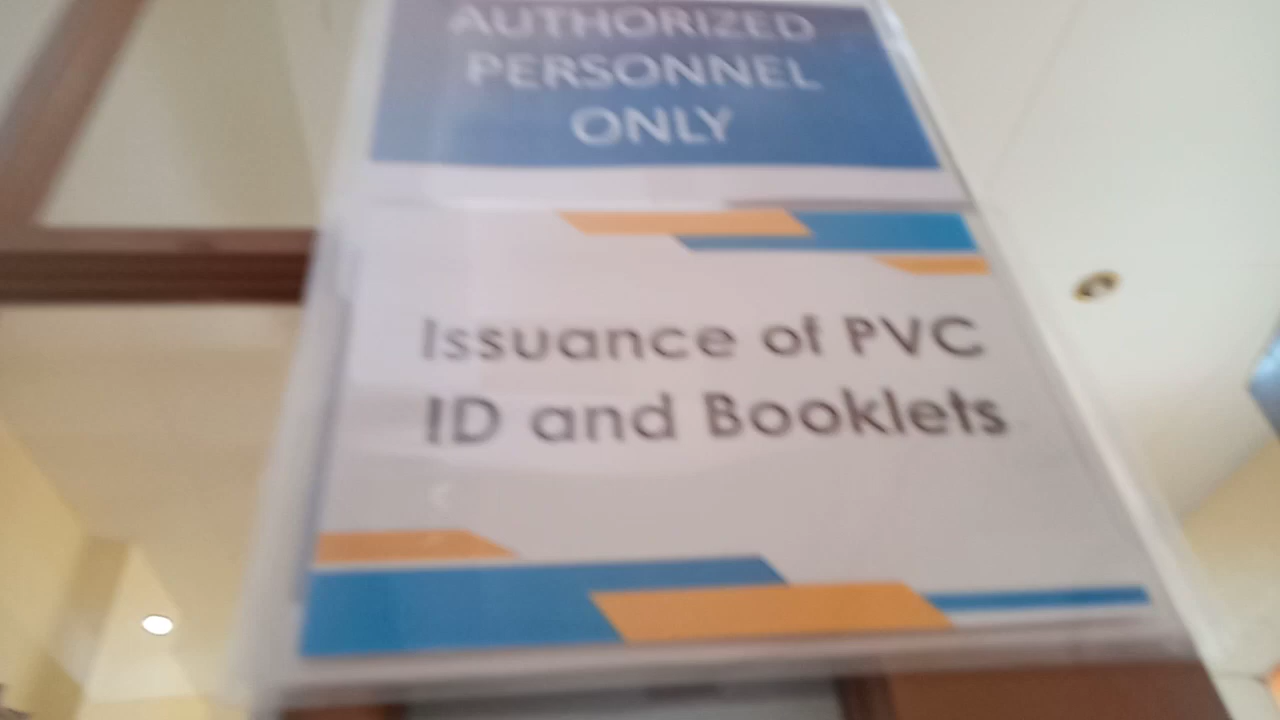 AUTHORIZED
PERSONNEL
ONLY
Issuance of PVC
ID and Booklets